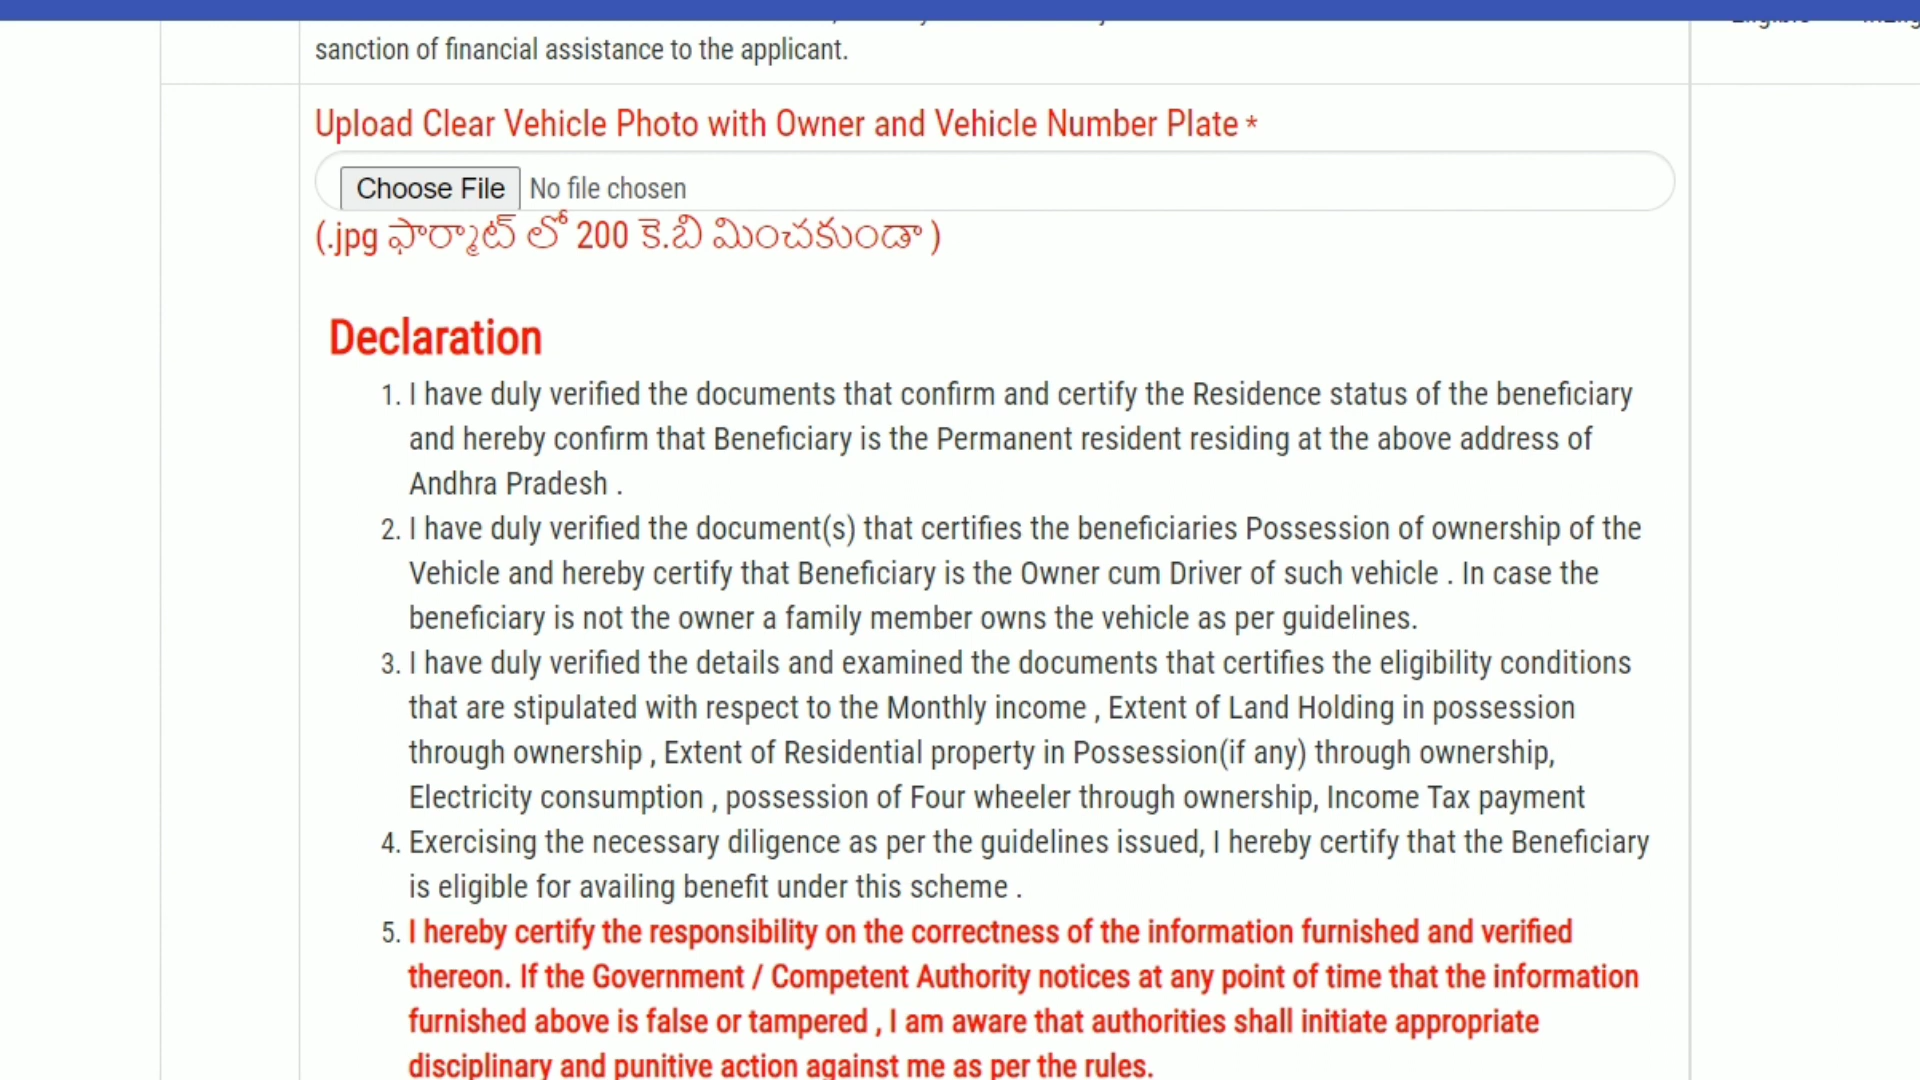 sanction of financial assistance to the applicant.
Upload Clear Vehicle Photo with Owner and Vehicle Number Plate *
Choose File No file chosen
(.jpg ఫార్మాట్ లో 200 కె.బి మించకుండా )
Declaration
1. I have duly verified the documents that confirm and certify the Residence status of the beneficiary
and hereby confirm that Beneficiary is the Permanent resident residing at the above address of
Andhra Pradesh .
2. I have duly verified the document(s) that certifies the beneficiaries Possession of ownership of the
Vehicle and hereby certify that Beneficiary is the Owner cum Driver of such vehicle . In case the
beneficiary is not the owner a family member owns the vehicle as per guidelines.
3. I have duly verified the details and examined the documents that certifies the eligibility conditions
that are stipulated with respect to the Monthly income , Extent of Land Holding in possession
through ownership , Extent of Residential property in Possession(if any) through ownership,
Electricity consumption , possession of Four wheeler through ownership, Income Tax payment
4. Exercising the necessary diligence as per the guidelines issued, I hereby certify that the Beneficiary
is eligible for availing benefit under this scheme .
5. I hereby certify the responsibility on the correctness of the information furnished and verified
thereon. If the Government / Competent Authority notices at any point of time that the information
furnished above is false or tampered , I am aware that authorities shall initiate appropriate
disciplinary and punitive action against me as per the rules.